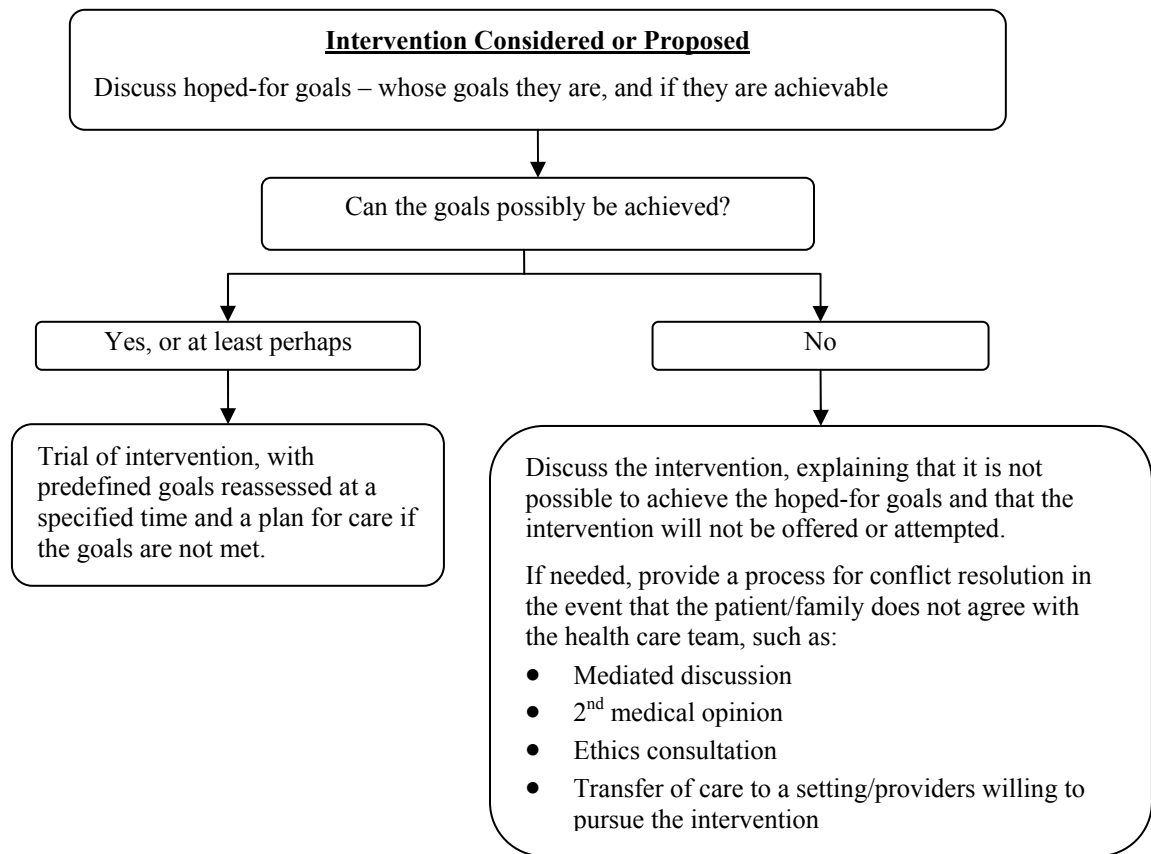 Intervention Considered or Proposed
Discuss hoped-for goals – whose goals they are, and if they are achievable
Can the goals possibly be achieved?
Yes, or at least perhaps
No
Trial of intervention, with
predefined goals reassessed at a
specified time and a plan for care if
the goals are not met.
Discuss the intervention, explaining that it is not
possible to achieve the hoped-for goals and that the
intervention will not be offered or attempted.
If needed, provide a process for conflict resolution in
the event that the patient/family does not agree with
the health care team, such as:
• Mediated discussion
• 2nd medical opinion
• Ethics consultation
• Transfer of care to a setting/providers willing to
pursue the intervention